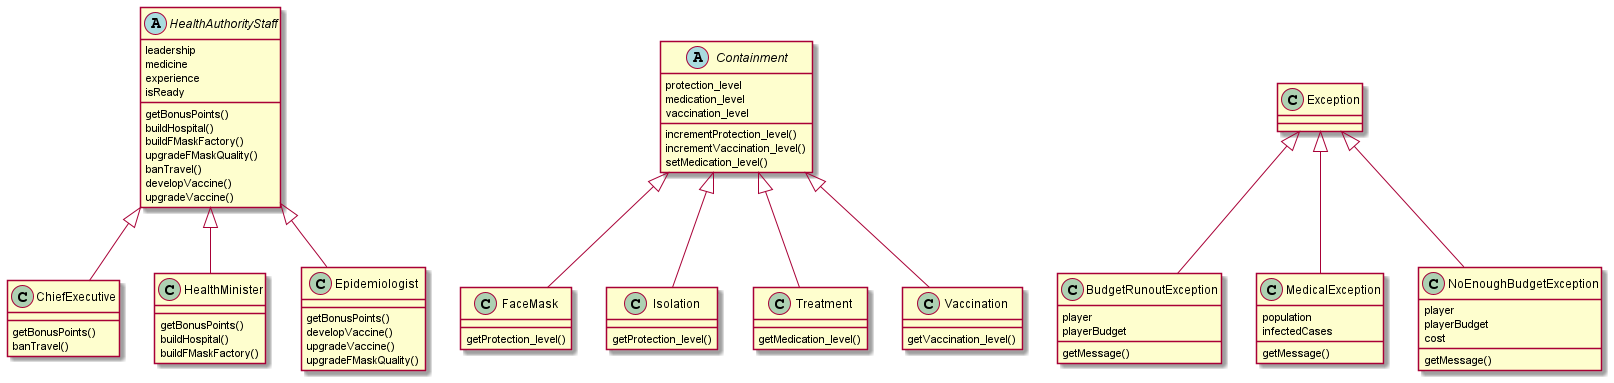 A HealthAuthorityStaff
leadership
medicine
experience
isReady
getBonusPoints()
buildHospital()
buildFMaskFactory()
upgradeFMaskQuality()
banTravel()
developVaccine()
upgradeVaccine()
A Containment
protection_level
medication_level
vaccination_level
incrementProtection_level()
incrementVaccination_level()
setMedication_level()
C Exception
C ChiefExecutive
getBonusPoints()
banTravel()
C HealthMinister
getBonusPoints()
buildHospital()
buildFMaskFactory()
C Epidemiologist
getBonusPoints()
developVaccine()
upgradeVaccine()
upgradeFMaskQuality()
C FaceMask
getProtection_level()
C Isolation
getProtection_level()
C Treatment
getMedication_level()
C Vaccination
getVaccination_level()
C BudgetRunoutException
player
playerBudget
getMessage()
C MedicalException
population
infectedCases
getMessage()
C NoEnoughBudgetException
player
playerBudget
cost
getMessage()